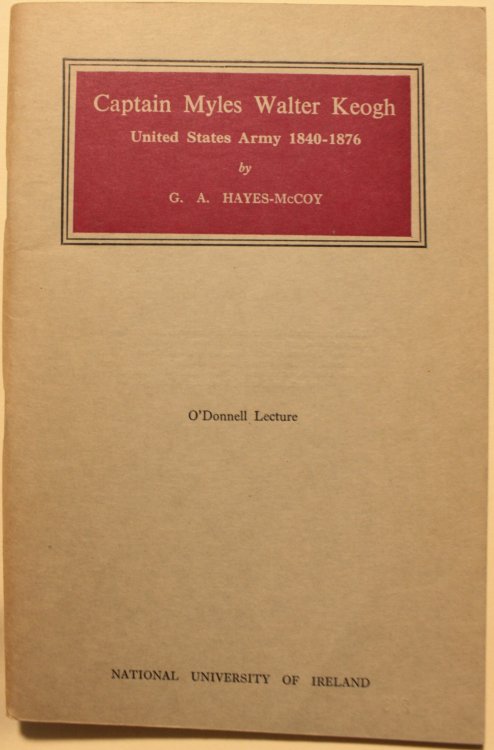 Captain Myles Walter Keogh
United States Army 1840-1876
by
G. A. HAYES-McCOY
O'Donnell Lecture
NATIONAL UNIVERSITY OF IRELAND